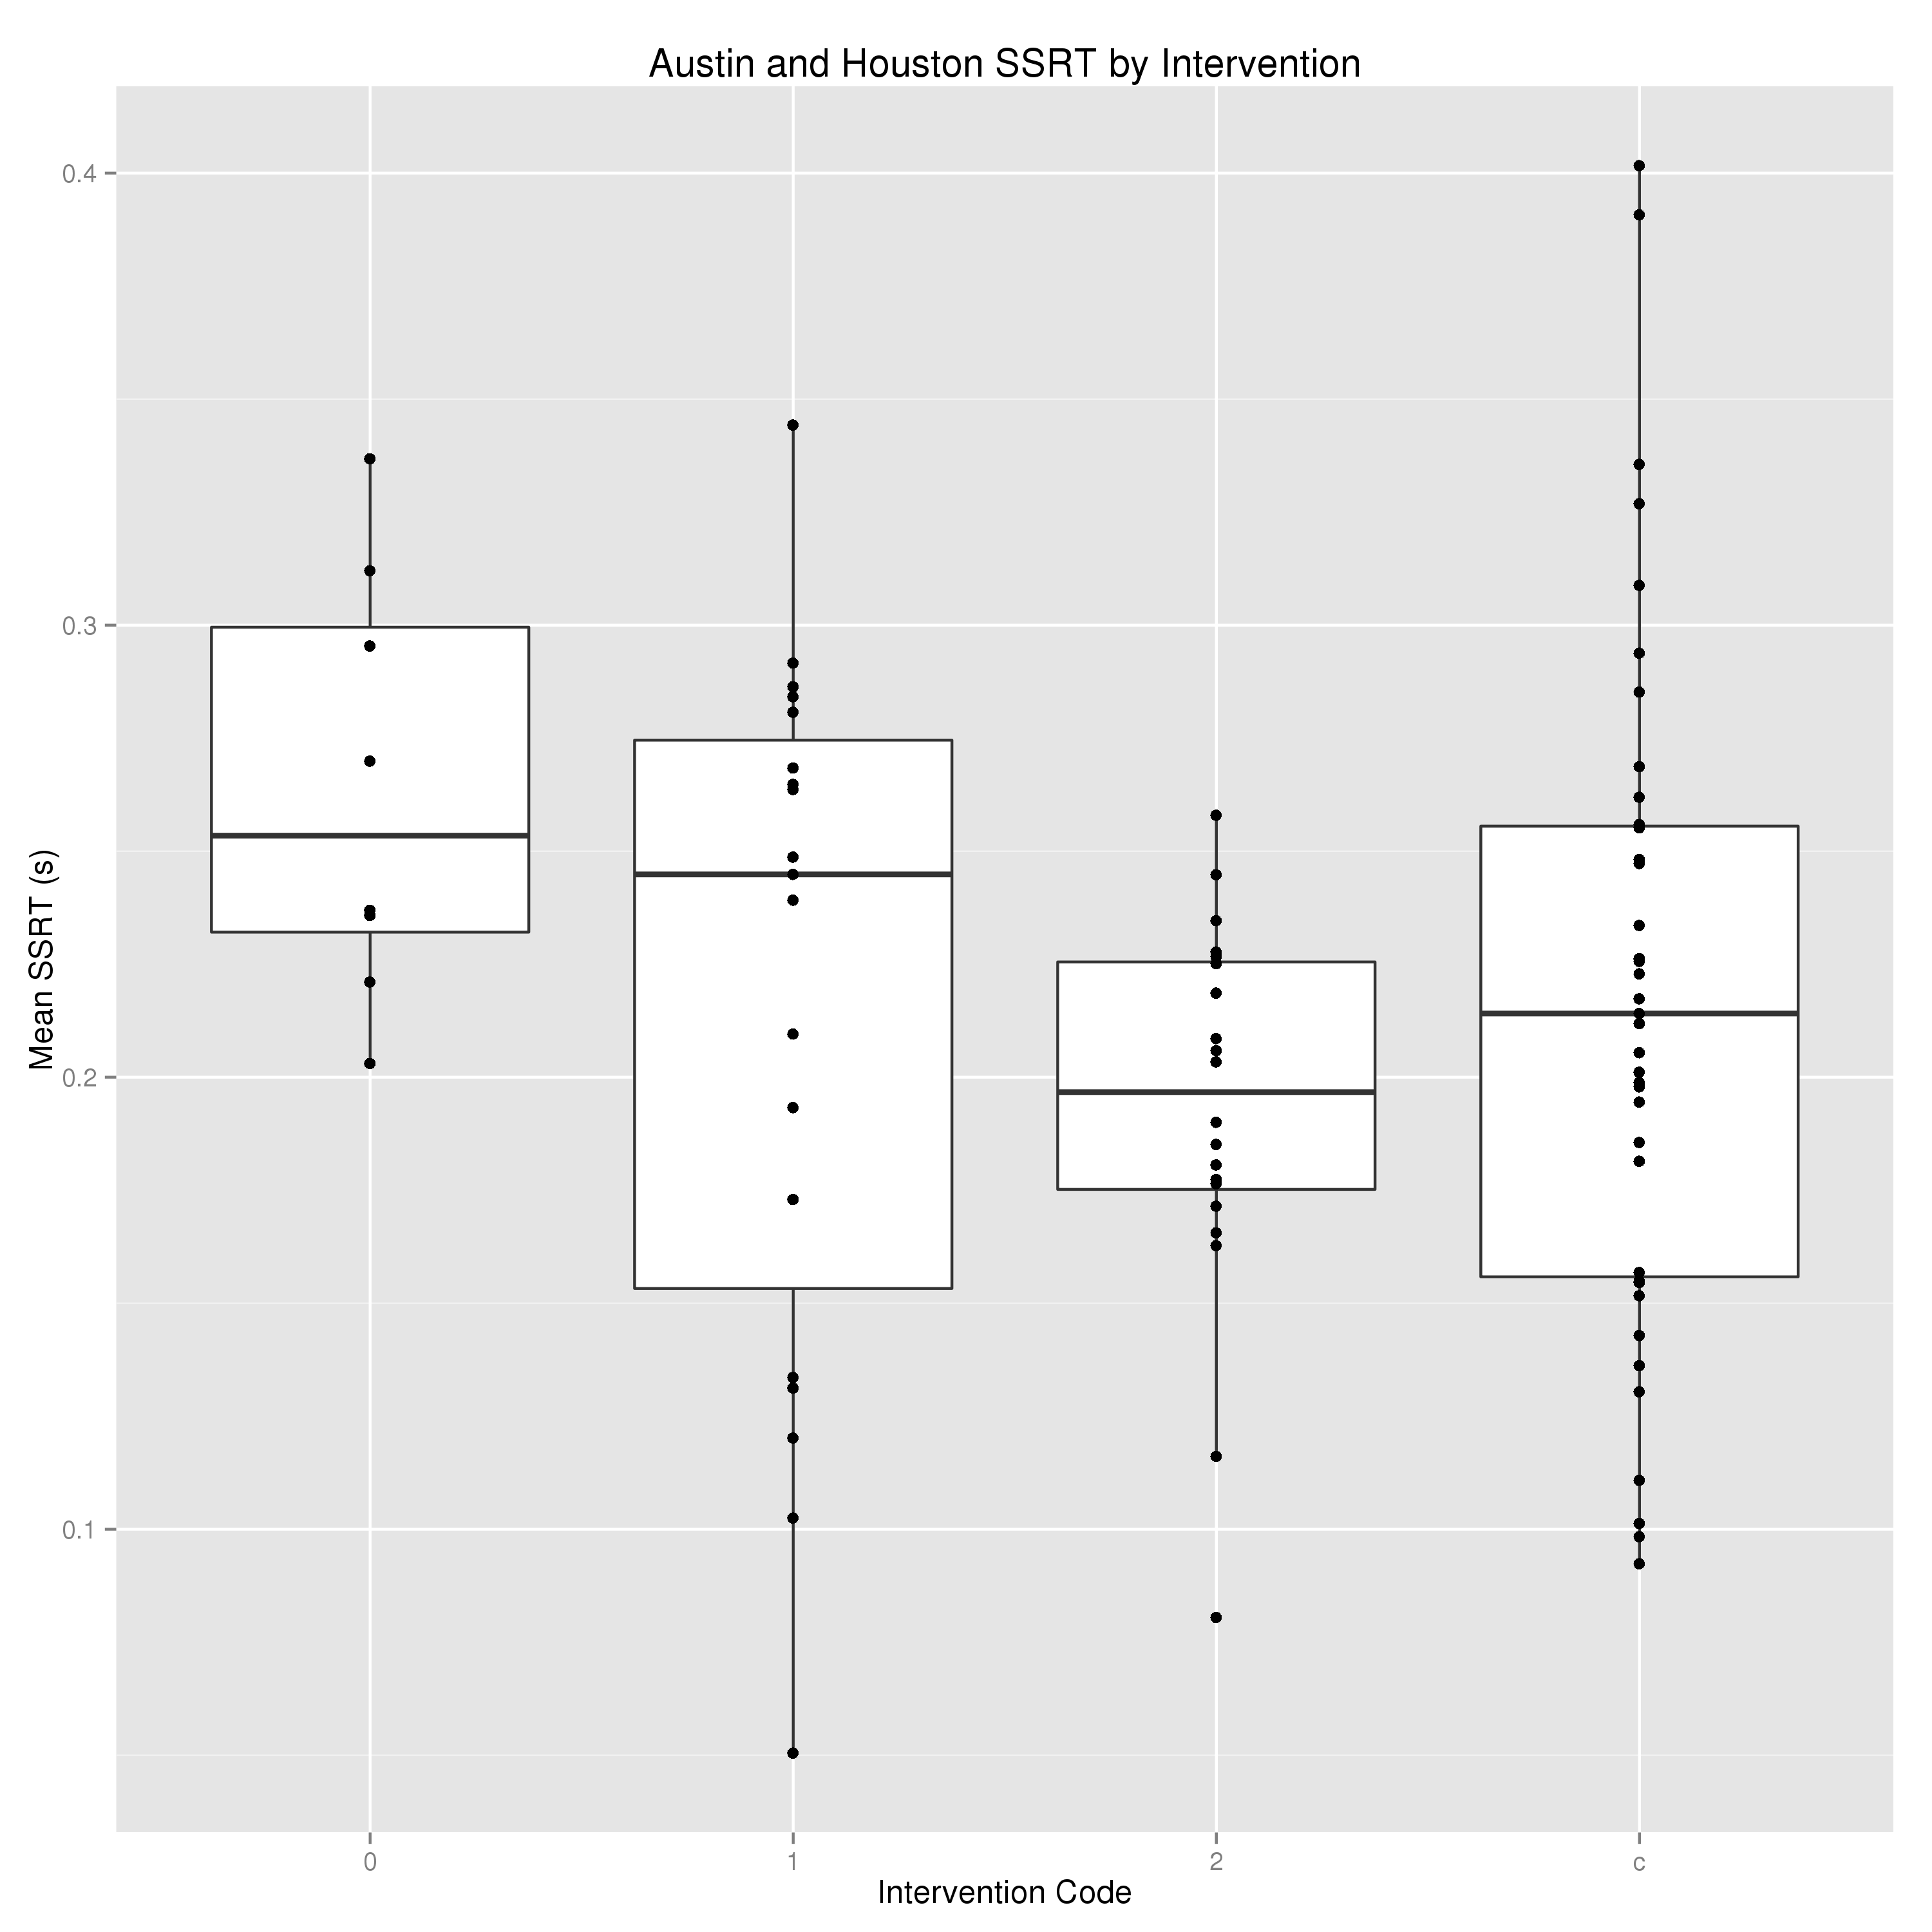 Austin and Houston SSRT by Intervention
0.4
0.3
0.2
0.1
Mean SSRT (s)
0
1
2
c
Intervention Code